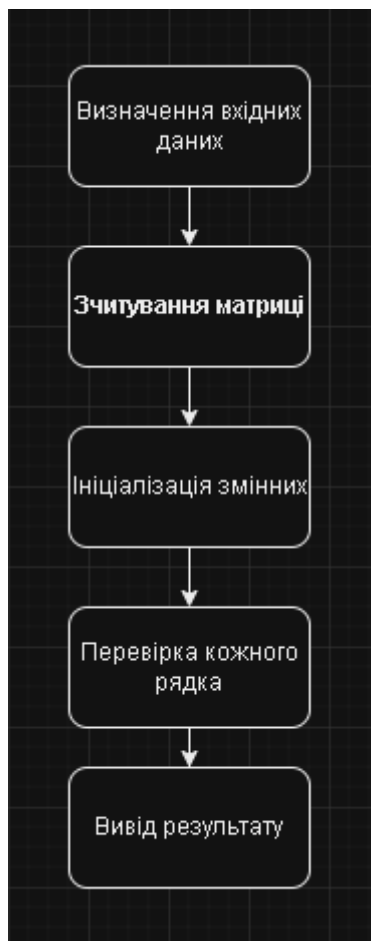 Визначення вхідних
даних
Зчитування матриці
Ініціалізація змінних
Перевірка кожного
рядка
Вивід результату